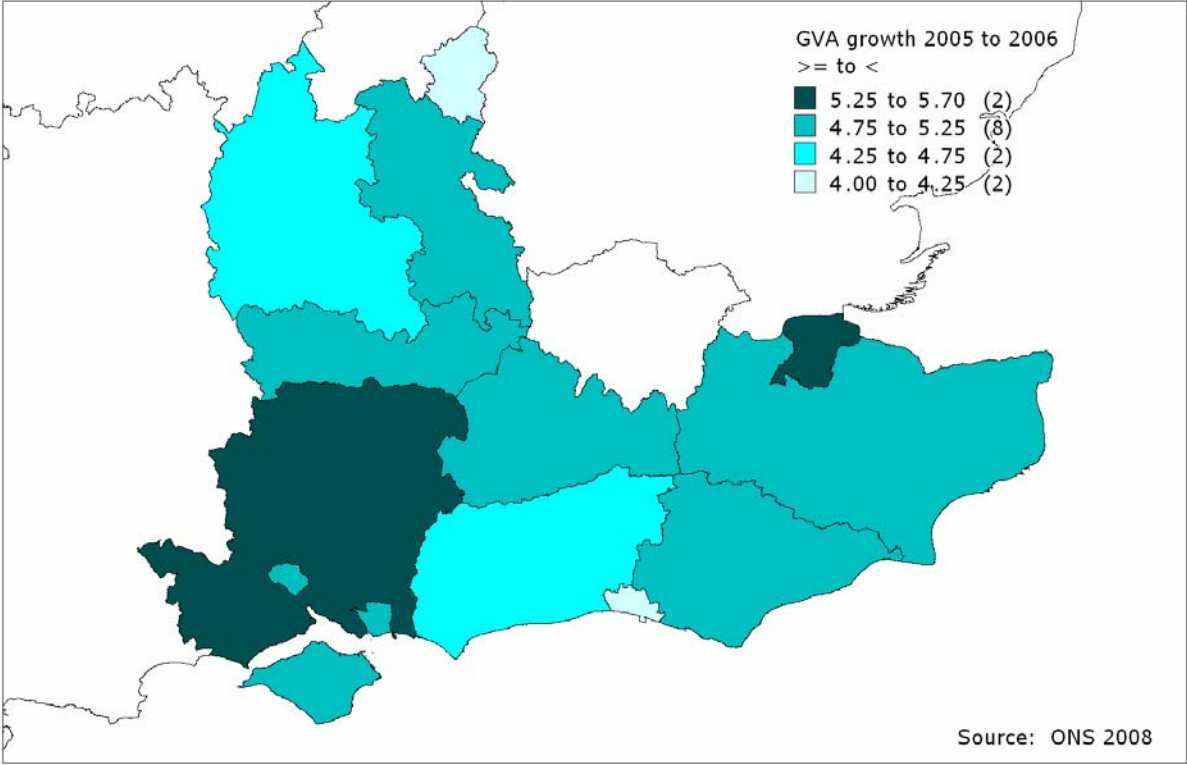 GVA growth 2005 to 2006
>= to <
5.25 to 5.70 (2)
4.75 to 5.25 (8)
4.25 to 4.75 (2)
4.00 to 4.25 (2)
Source: ONS 2008